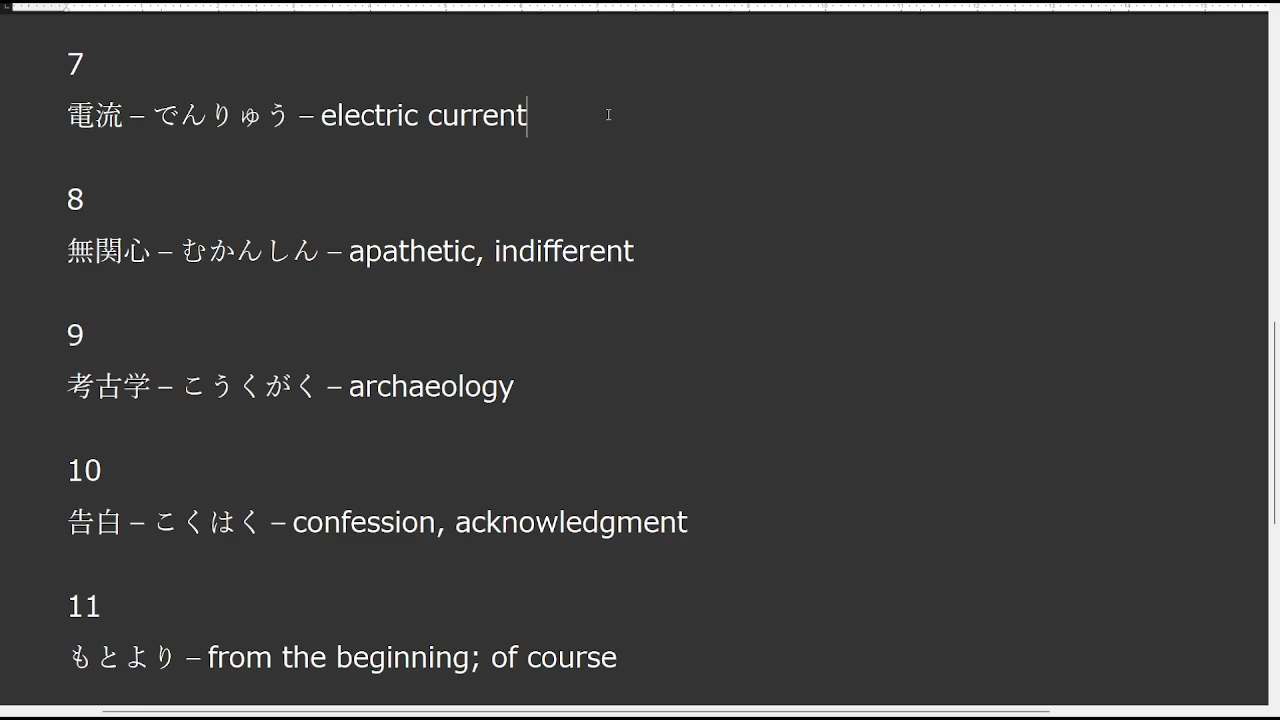 7
電流 – でんりゅう – electric current
8
無関心 – むかんしん – apathetic, indifferent
9
考古学 – こうくがく – archaeology
10
告白 – こくはく – confession, acknowledgment
11
もとより – from the beginning; of course